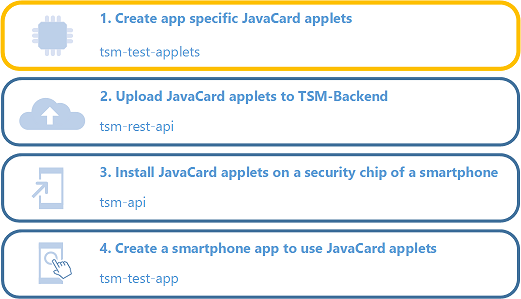 1. Create app specific JavaCard applets
tsm-test-applets
2. Upload JavaCard applets to TSM-Backend
tsm-rest-api
3. Install JavaCard applets on a security chip of a smartphone
tsm-api
4. Create a smartphone app to use JavaCard applets
tsm-test-app